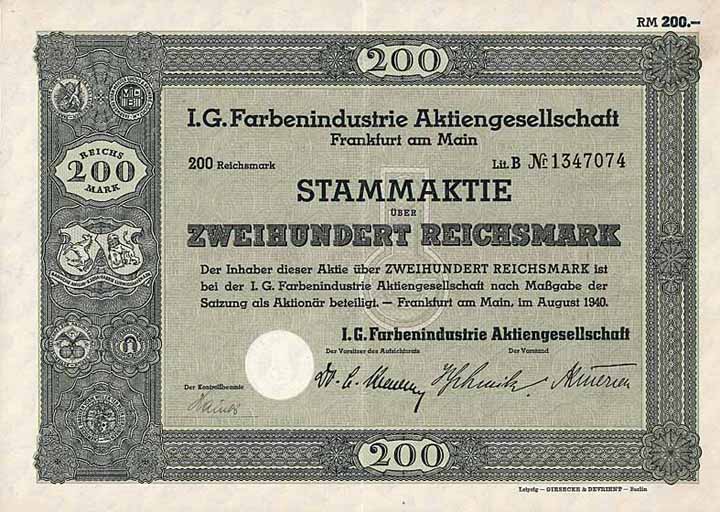 RM 200.–
200
I.G. Farbenindustrie Aktiengesellschaft
Frankfurt am Main
200 Reichsmark Lit. B Nr. 1347074
REICHS
200
MARK
STAMMAKTIE
ÜBER
ZWEIHUNDERT REICHSMARK
Der Inhaber dieser Aktie über ZWEIHUNDERT REICHSMARK ist
bei der I. G. Farbenindustrie Aktiengesellschaft nach Maßgabe der
Satzung als Aktionär beteiligt. — Frankfurt am Main, im August 1940.
I. G. Farbenindustrie Aktiengesellschaft
Der Vorsitzer des Aufsichtsrats Der Vorstand
Der Kontrollbeamte
200
Leipzig — GIESECKE & DEVRIENT — Berlin